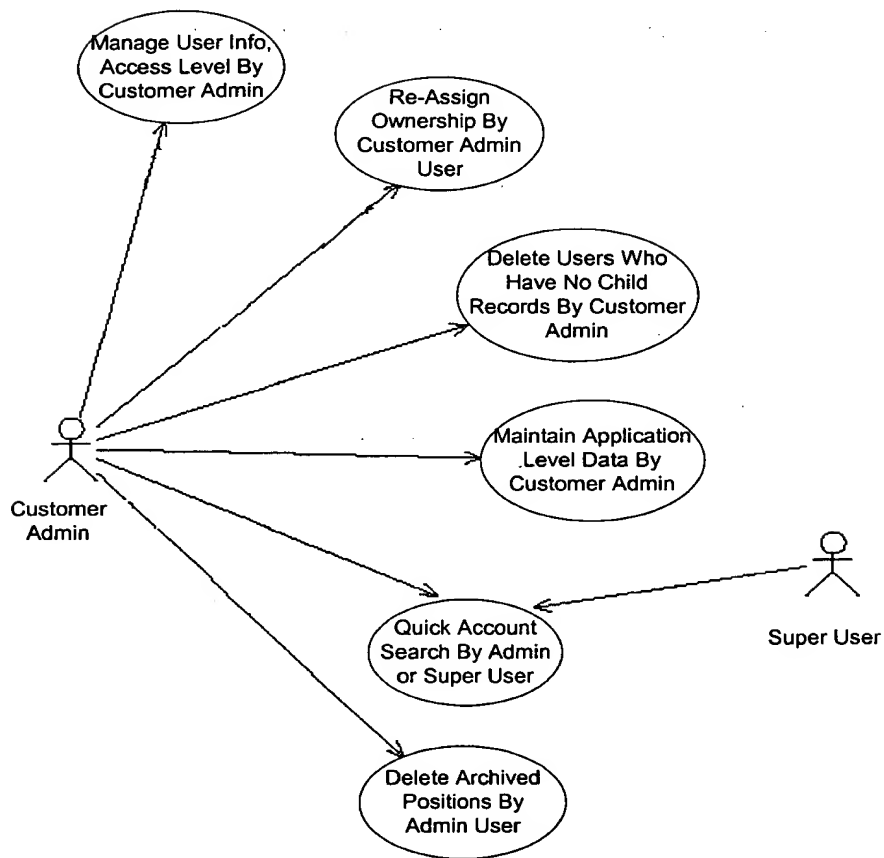 Manage User Info,
Access Level By
Customer Admin
Re-Assign
Ownership By
Customer Admin
User
Delete Users Who
Have No Child
Records By Customer
Admin
Maintain Application
Level Data By
Customer Admin
Customer
Admin
Quick Account
Search By Admin
or Super User
Super User
Delete Archived
Positions By
Admin User